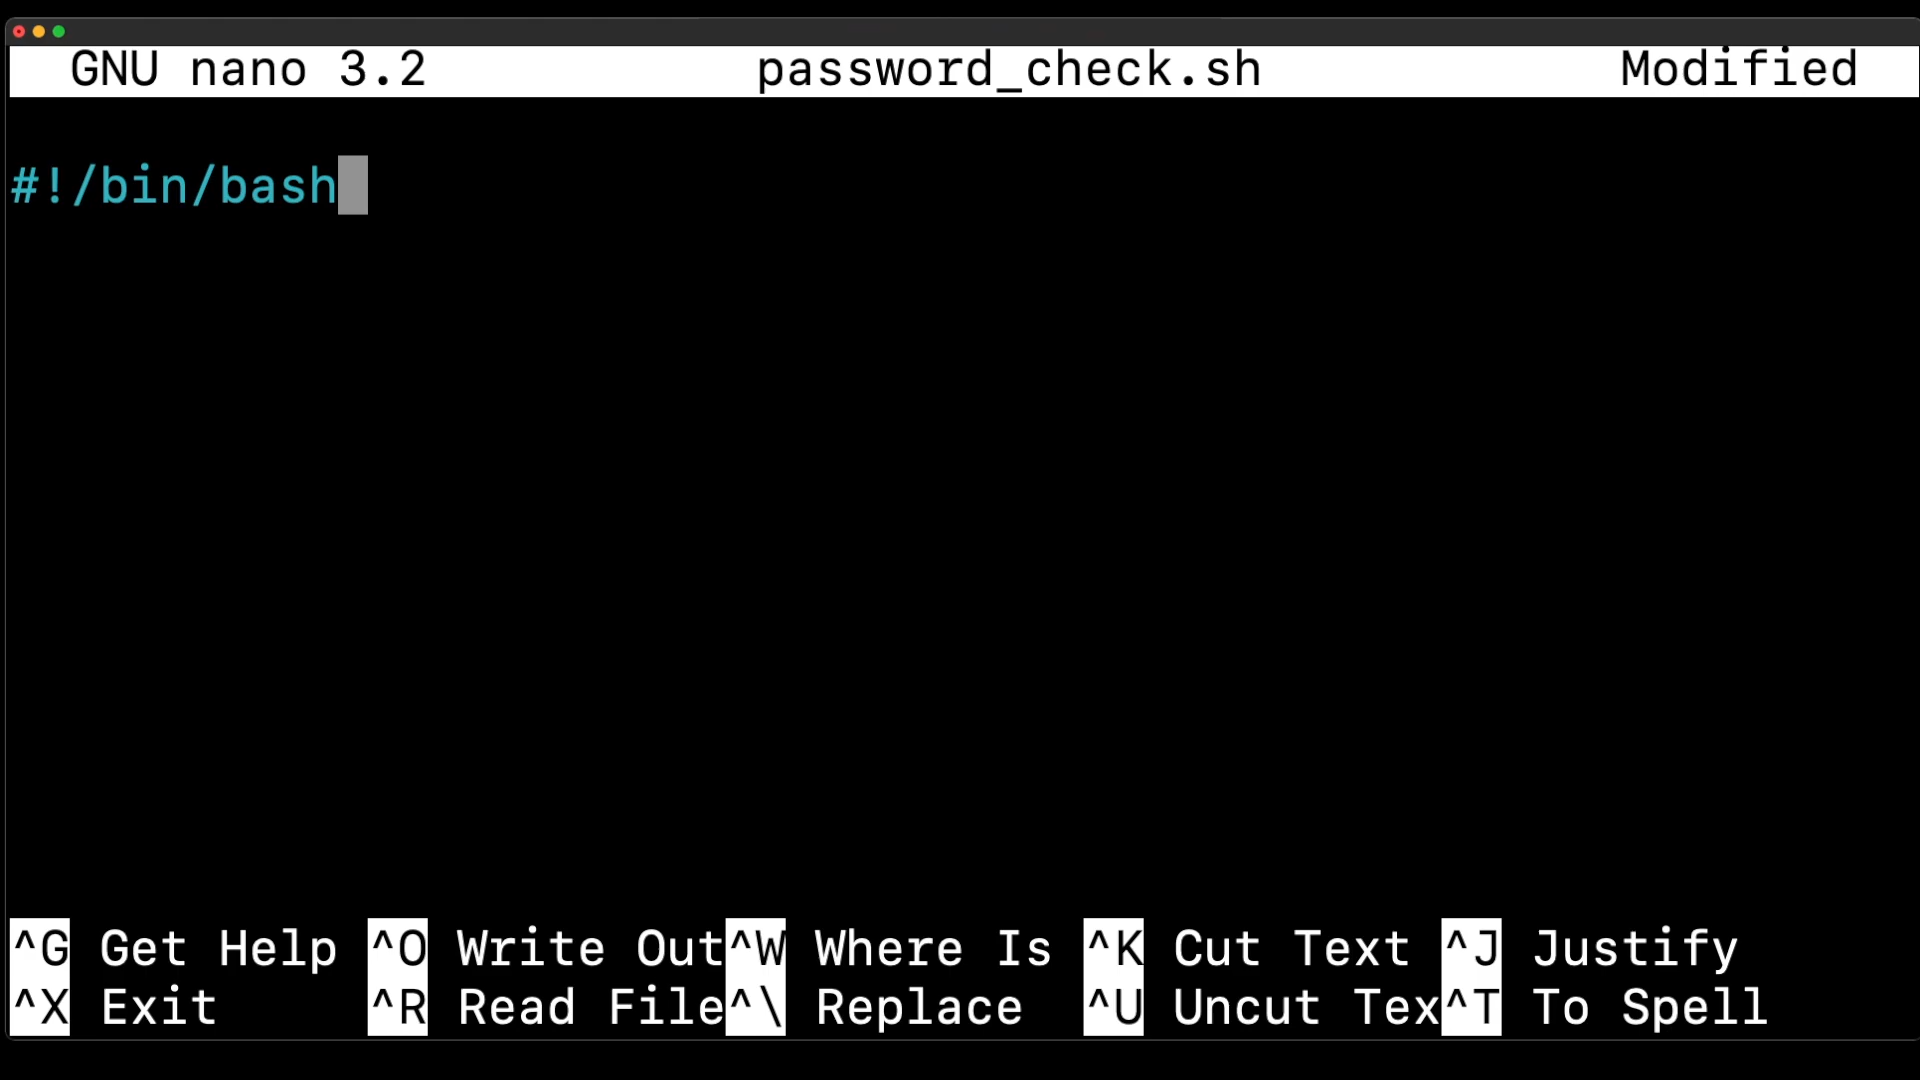 GNU nano 3.2 password_check.sh Modified
#!/bin/bash
^G Get Help ^O Write Out^W Where Is ^K Cut Text ^J Justify
^X Exit ^R Read File^\ Replace ^U Uncut Tex^T To Spell